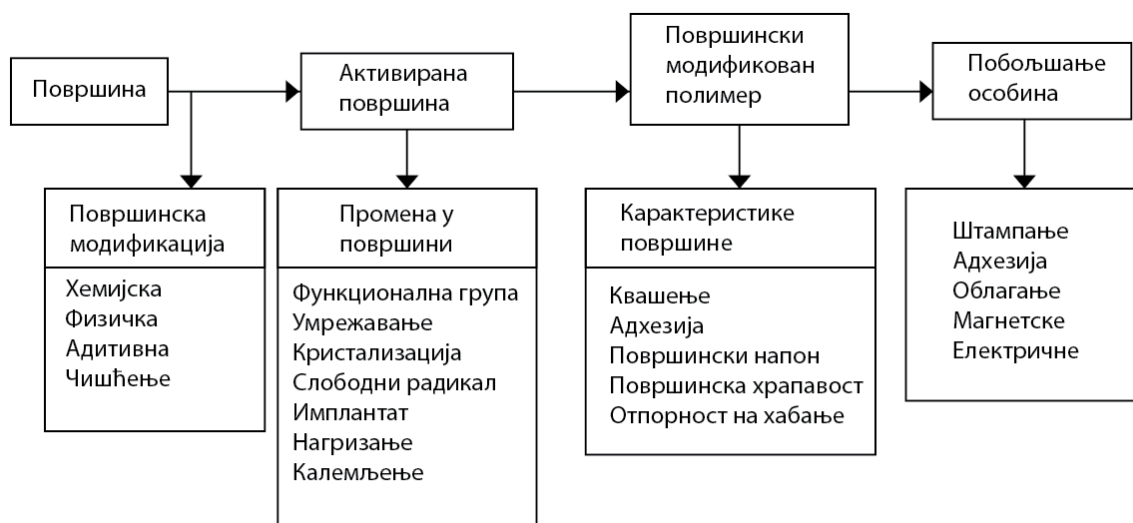 Површина
Активирана
површина
Површински
модификован
полимер
Побољшање
особина
Површинска
модификација
Хемијска
Физичка
Адитивна
Чишћење
Промена у
површини
Функционална група
Умрежавање
Кристализација
Слободни радикал
Имплантат
Нагризање
Калемљење
Карактеристике
површине
Квашење
Адхезија
Површински напон
Површинска храпавост
Отпорност на хабање
Штампање
Адхезија
Облагање
Магнетске
Електричне